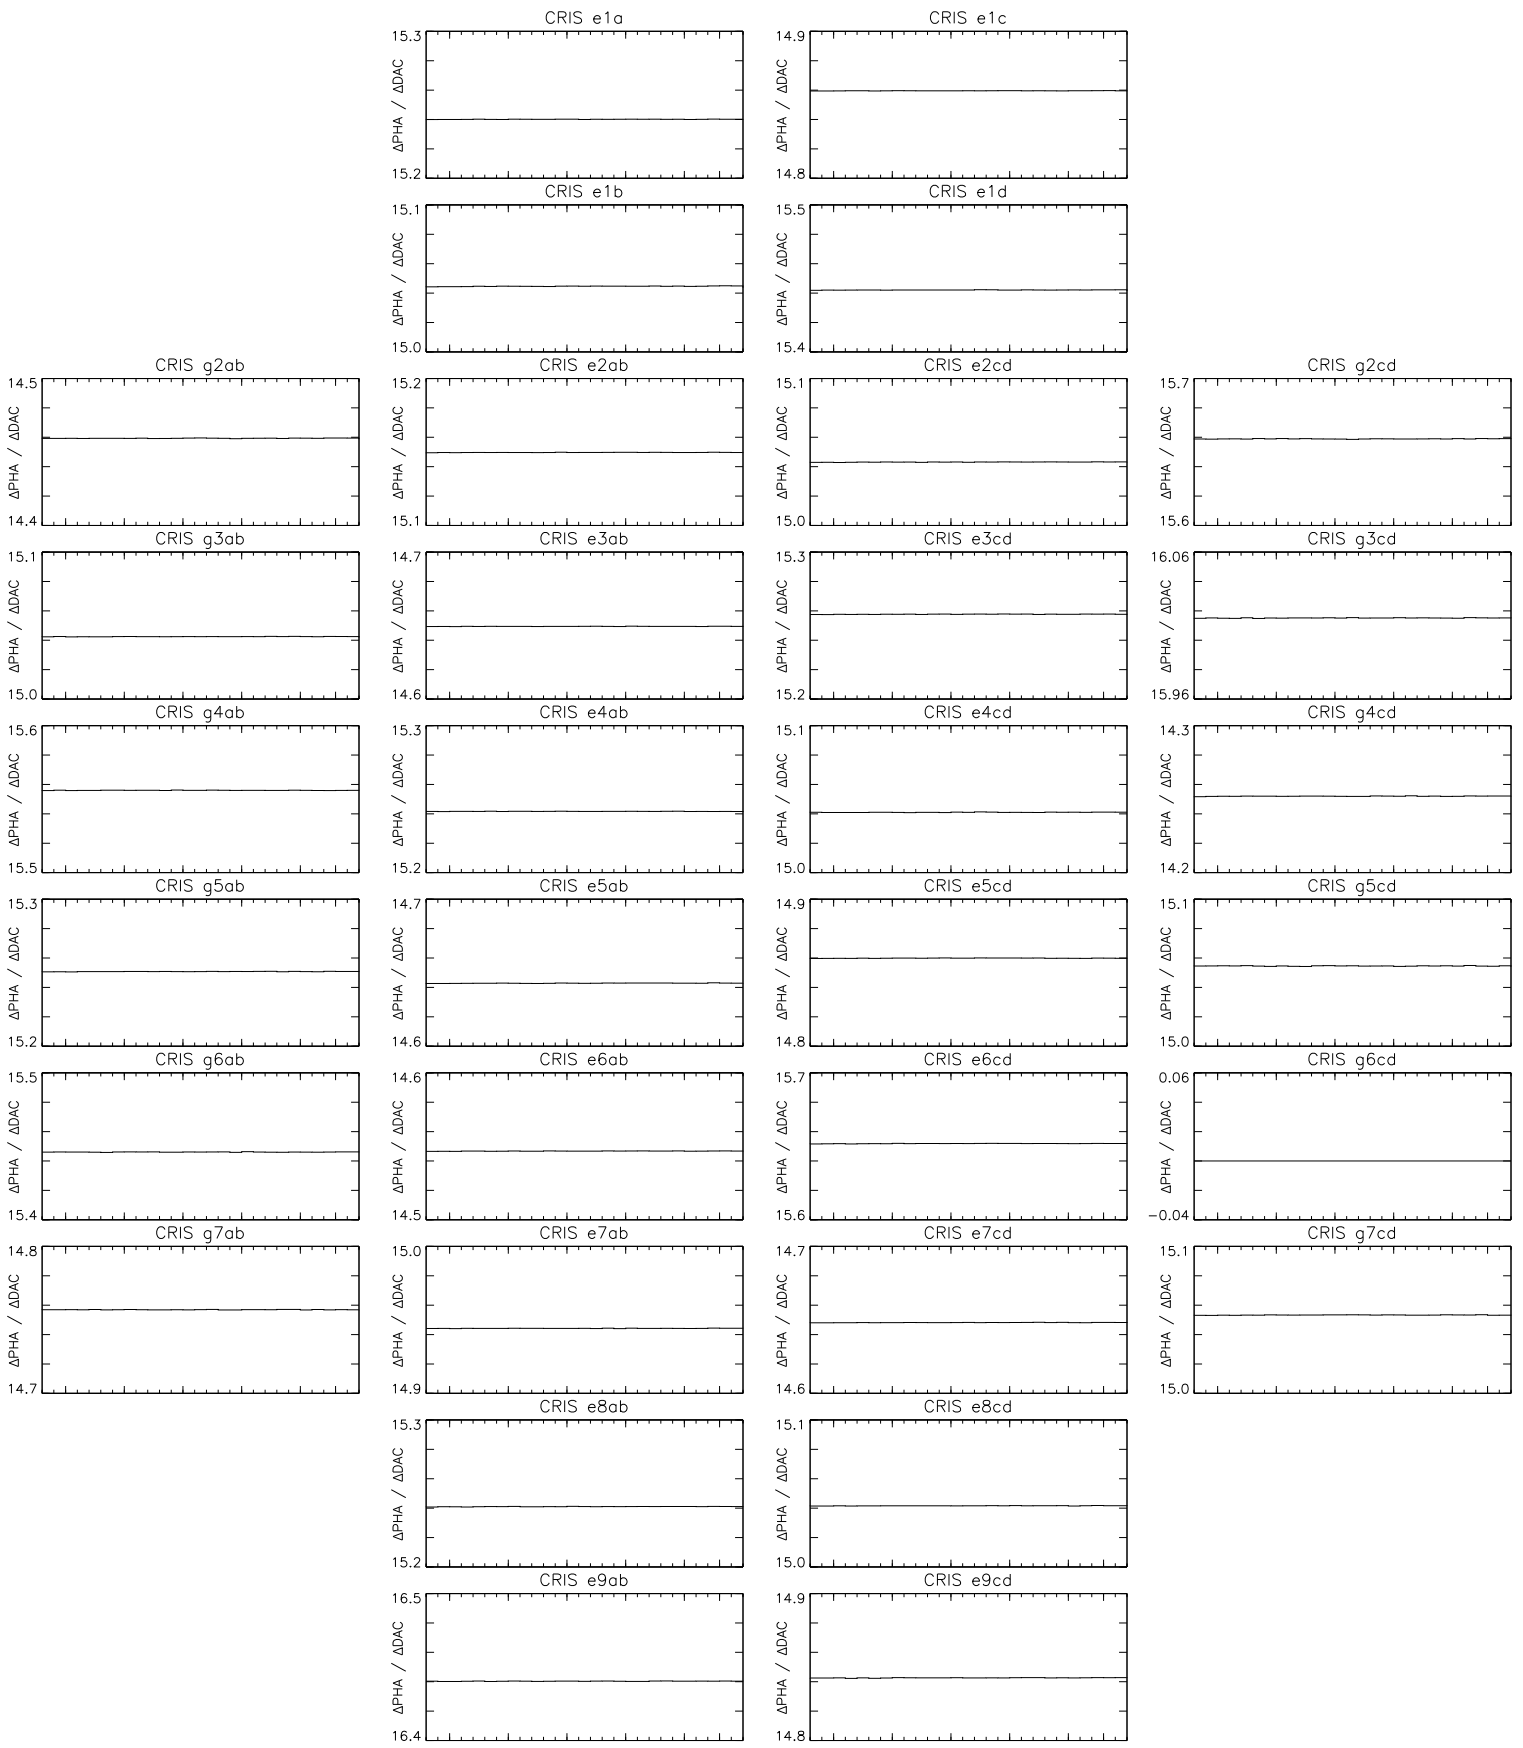 CRIS e1a
CRIS e1c
15.3
ΔPHA / ΔDAC
15.2
14.9
ΔPHA / ΔDAC
14.8
CRIS e1b
CRIS e1d
15.1
ΔPHA / ΔDAC
15.0
15.5
ΔPHA / ΔDAC
15.4
CRIS g2ab
CRIS e2ab
CRIS e2cd
CRIS g2cd
14.5
ΔPHA / ΔDAC
14.4
15.2
ΔPHA / ΔDAC
15.1
15.1
ΔPHA / ΔDAC
15.0
15.7
ΔPHA / ΔDAC
15.6
CRIS g3ab
CRIS e3ab
CRIS e3cd
CRIS g3cd
15.1
ΔPHA / ΔDAC
15.0
14.7
ΔPHA / ΔDAC
14.6
15.3
ΔPHA / ΔDAC
15.2
16.06
ΔPHA / ΔDAC
15.96
CRIS g4ab
CRIS e4ab
CRIS e4cd
CRIS g4cd
15.6
ΔPHA / ΔDAC
15.5
15.3
ΔPHA / ΔDAC
15.2
15.1
ΔPHA / ΔDAC
15.0
14.3
ΔPHA / ΔDAC
14.2
CRIS g5ab
CRIS e5ab
CRIS e5cd
CRIS g5cd
15.3
ΔPHA / ΔDAC
15.2
14.7
ΔPHA / ΔDAC
14.6
14.9
ΔPHA / ΔDAC
14.8
15.1
ΔPHA / ΔDAC
15.0
CRIS g6ab
CRIS e6ab
CRIS e6cd
CRIS g6cd
15.5
ΔPHA / ΔDAC
15.4
14.6
ΔPHA / ΔDAC
14.5
15.7
ΔPHA / ΔDAC
15.6
0.06
ΔPHA / ΔDAC
−0.04
CRIS g7ab
CRIS e7ab
CRIS e7cd
CRIS g7cd
14.8
ΔPHA / ΔDAC
14.7
15.0
ΔPHA / ΔDAC
14.9
14.7
ΔPHA / ΔDAC
14.6
15.1
ΔPHA / ΔDAC
15.0
CRIS e8ab
CRIS e8cd
15.3
ΔPHA / ΔDAC
15.2
15.1
ΔPHA / ΔDAC
15.0
CRIS e9ab
CRIS e9cd
16.5
ΔPHA / ΔDAC
16.4
14.9
ΔPHA / ΔDAC
14.8